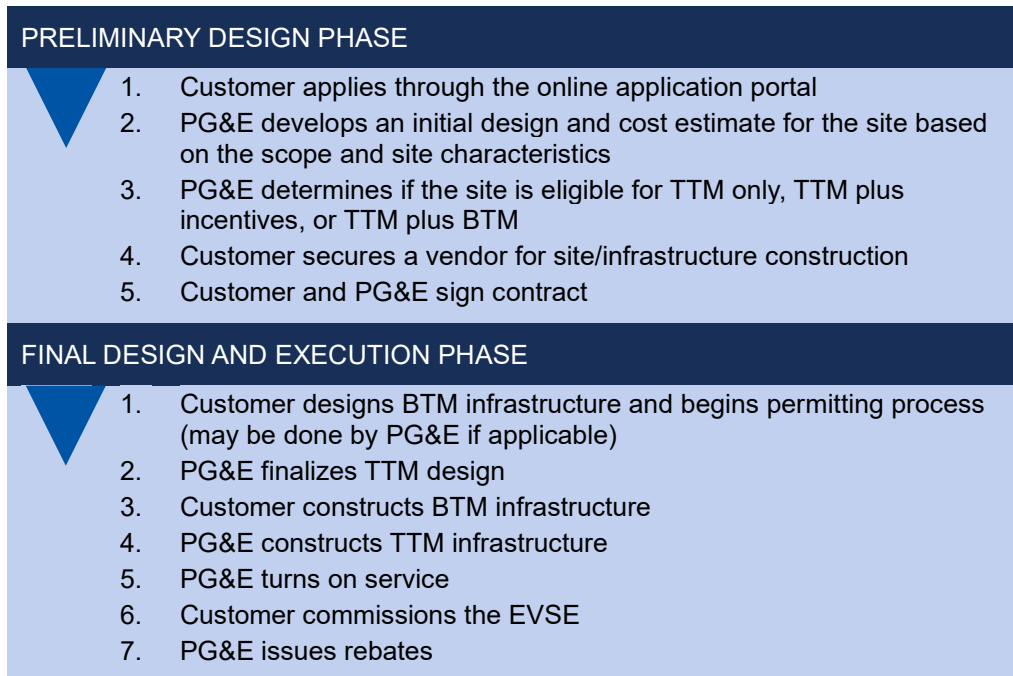 PRELIMINARY DESIGN PHASE
1. Customer applies through the online application portal
2. PG&E develops an initial design and cost estimate for the site based
on the scope and site characteristics
3. PG&E determines if the site is eligible for TTM only, TTM plus
incentives, or TTM plus BTM
4. Customer secures a vendor for site/infrastructure construction
5. Customer and PG&E sign contract
FINAL DESIGN AND EXECUTION PHASE
1. Customer designs BTM infrastructure and begins permitting process
(may be done by PG&E if applicable)
2. PG&E finalizes TTM design
3. Customer constructs BTM infrastructure
4. PG&E constructs TTM infrastructure
5. PG&E turns on service
6. Customer commissions the EVSE
7. PG&E issues rebates